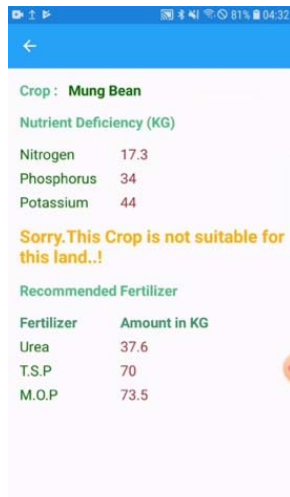 81% 04:32
Crop : Mung Bean
Nutrient Deficiency (KG)
Nitrogen 17.3
Phosphorus 34
Potassium 44
Sorry.This Crop is not suitable for
this land..!
Recommended Fertilizer
Fertilizer Amount in KG
Urea 37.6
T.S.P 70
M.O.P 73.5